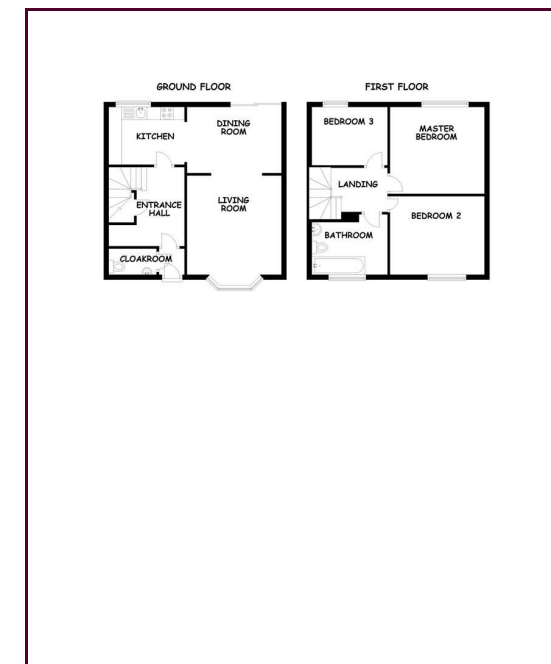 GROUND FLOOR
KITCHEN
DINING
ROOM
ENTRANCE
HALL
LIVING
ROOM
CLOAKROOM
FIRST FLOOR
BEDROOM 3
MASTER
BEDROOM
LANDING
BEDROOM 2
BATHROOM